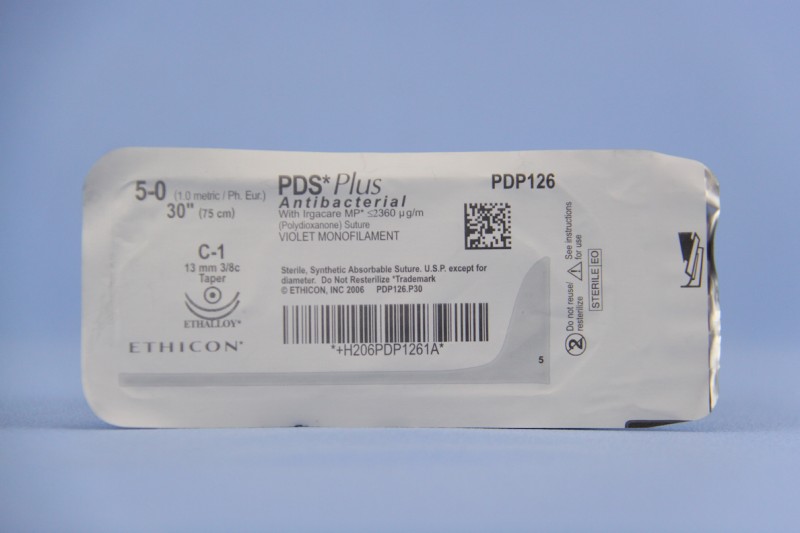 5-0 (1.0 metric / Ph. Eur.)
30" (75 cm)
C-1
13 mm 3/8c
Taper
ETHALLOY*
ETHICON*
PDS* Plus
Antibacterial
With Irgacare MP* ≤2360 µg/m
(Polydioxanone) Suture
VIOLET MONOFILAMENT
PDP126
Sterile, Synthetic Absorbable Suture. U.S.P. except for
diameter. Do Not Resterilize *Trademark
© ETHICON, INC 2006 PDP126.P30
*+H206PDP1261A*
5
2 Do not reuse/
resterilize
See instructions
for use
STERILE EO